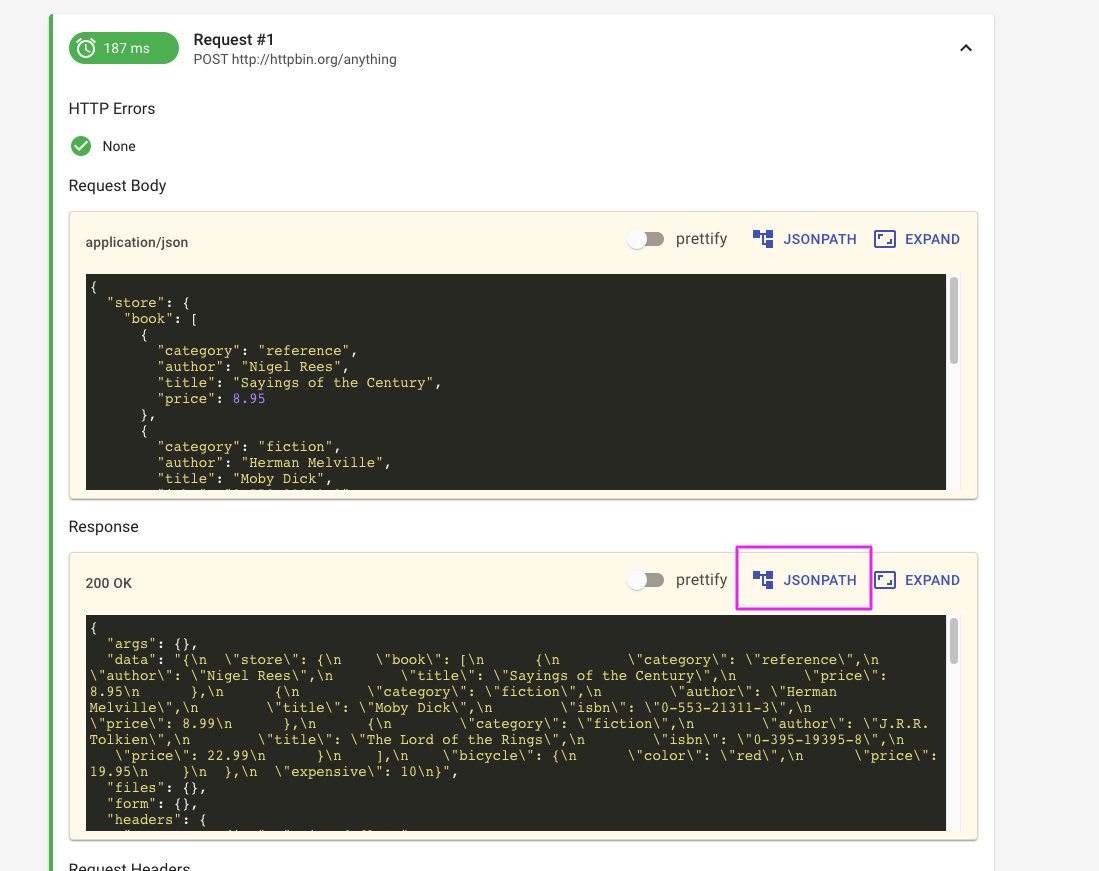 187 ms
Request #1
POST http://httpbin.org/anything
HTTP Errors
None
Request Body
application/json
prettify
JSONPATH
EXPAND
{
  "store": {
    "book": [
      {
        "category": "reference",
        "author": "Nigel Rees",
        "title": "Sayings of the Century",
        "price": 8.95
      },
      {
        "category": "fiction",
        "author": "Herman Melville",
        "title": "Moby Dick",
Response
200 OK
prettify
JSONPATH
EXPAND
{
  "args": {},
  "data": "{\n  \"store\": {\n    \"book\": [\n      {\n        \"category\": \"reference\",\n
\"author\": \"Nigel Rees\",\n        \"title\": \"Sayings of the Century\",\n        \"price\":
8.95\n      },\n      {\n        \"category\": \"fiction\",\n        \"author\": \"Herman
Melville\",\n        \"title\": \"Moby Dick\",\n        \"isbn\": \"0-553-21311-3\",\n
\"price\": 8.99\n      },\n      {\n        \"category\": \"fiction\",\n        \"author\": \"J.R.R.
Tolkien\",\n        \"title\": \"The Lord of the Rings\",\n        \"isbn\": \"0-395-19395-8\",\n
   \"price\": 22.99\n      }\n    ],\n    \"bicycle\": {\n      \"color\": \"red\",\n      \"price\":
19.95\n    }\n  },\n  \"expensive\": 10\n}",
  "files": {},
  "form": {},
  "headers": {
Request Headers